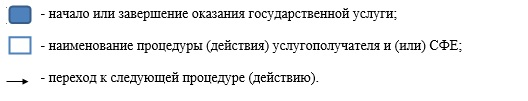 - начало или завершение оказания государственной услуги;
- наименование процедуры (действия) услугополучателя и (или) СФЕ;
- переход к следующей процедуре (действию).